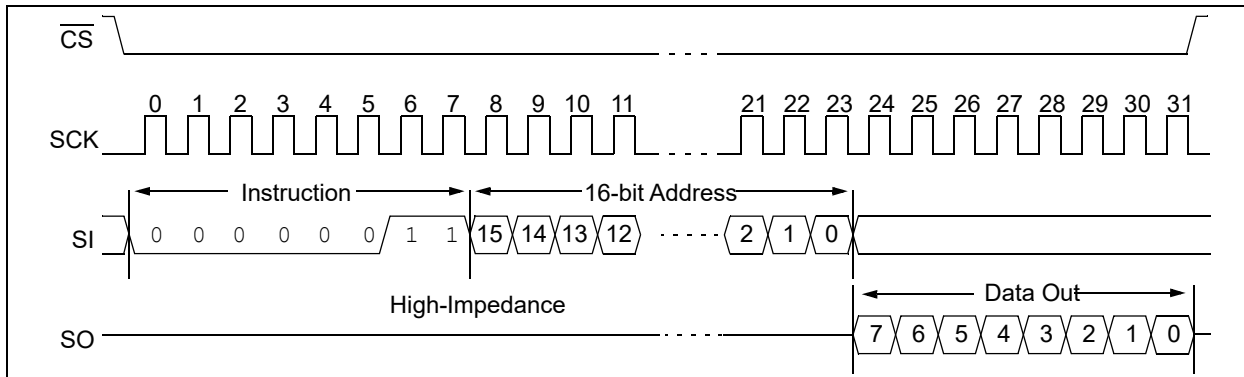 CS
0 1 2 3 4 5 6 7 8 9 10 11 21 22 23 24 25 26 27 28 29 30 31
SCK
Instruction 16-bit Address
SI 0 0 0 0 0 0 1 1 15 14 13 12 2 1 0
High-Impedance Data Out
SO 7 6 5 4 3 2 1 0